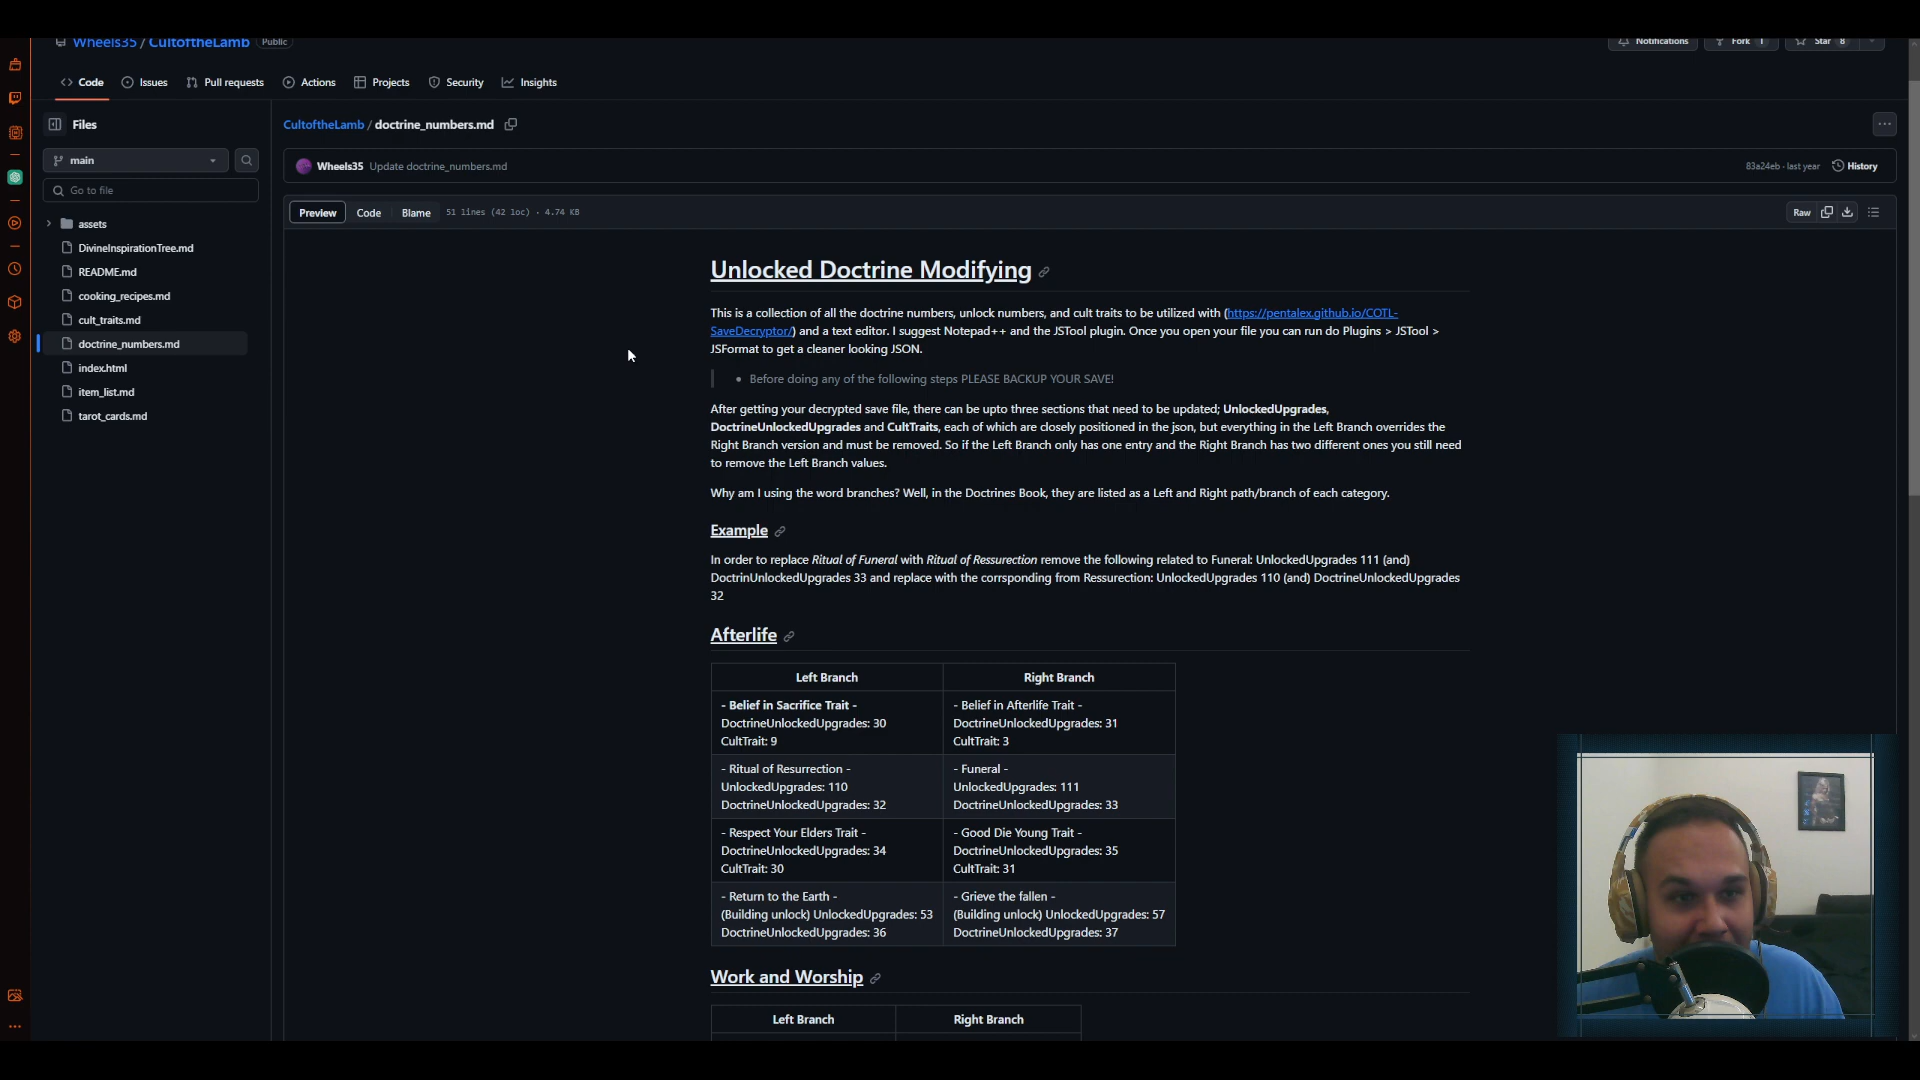 Wheels35 / CultoftheLamb Public
Notifications Fork 1 Star 8
Code Issues Pull requests Actions Projects Security Insights
Files
main
Go to file
assets
DivineInspirationTree.md
README.md
cooking_recipes.md
cult_traits.md
doctrine_numbers.md
index.html
item_list.md
tarot_cards.md
CultoftheLamb / doctrine_numbers.md
Wheels35 Update doctrine_numbers.md
83a24eb · last year History
Preview Code Blame 51 lines (42 loc) · 4.74 KB
Raw
Unlocked Doctrine Modifying
This is a collection of all the doctrine numbers, unlock numbers, and cult traits to be utilized with (https://pentalex.github.io/COTL-
SaveDecryptor/) and a text editor. I suggest Notepad++ and the JSTool plugin. Once you open your file you can run do Plugins > JSTool >
JSFormat to get a cleaner looking JSON.
• Before doing any of the following steps PLEASE BACKUP YOUR SAVE!
After getting your decrypted save file, there can be upto three sections that need to be updated; UnlockedUpgrades,
DoctrineUnlockedUpgrades and CultTraits, each of which are closely positioned in the json, but everything in the Left Branch overrides the
Right Branch version and must be removed. So if the Left Branch only has one entry and the Right Branch has two different ones you still need
to remove the Left Branch values.
Why am I using the word branches? Well, in the Doctrines Book, they are listed as a Left and Right path/branch of each category.
Example
In order to replace Ritual of Funeral with Ritual of Ressurection remove the following related to Funeral: UnlockedUpgrades 111 (and)
DoctrinUnlockedUpgrades 33 and replace with the corrsponding from Ressurection: UnlockedUpgrades 110 (and) DoctrineUnlockedUpgrades
32
Afterlife
Left Branch Right Branch
- Belief in Sacrifice Trait -
DoctrineUnlockedUpgrades: 30
CultTrait: 9
- Belief in Afterlife Trait -
DoctrineUnlockedUpgrades: 31
CultTrait: 3
- Ritual of Resurrection -
UnlockedUpgrades: 110
DoctrineUnlockedUpgrades: 32
- Funeral -
UnlockedUpgrades: 111
DoctrineUnlockedUpgrades: 33
- Respect Your Elders Trait -
DoctrineUnlockedUpgrades: 34
CultTrait: 30
- Good Die Young Trait -
DoctrineUnlockedUpgrades: 35
CultTrait: 31
- Return to the Earth -
(Building unlock) UnlockedUpgrades: 53
DoctrineUnlockedUpgrades: 36
- Grieve the fallen -
(Building unlock) UnlockedUpgrades: 57
DoctrineUnlockedUpgrades: 37
Work and Worship
Left Branch Right Branch